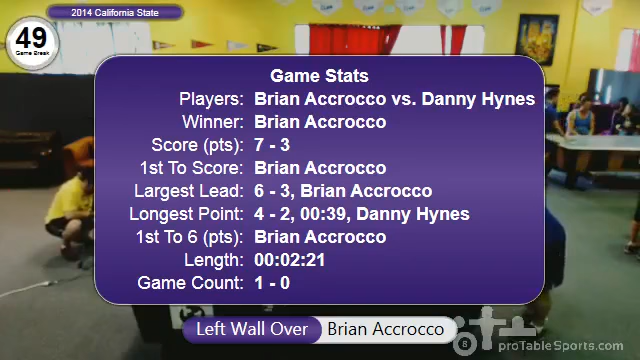 2014 California State
49
Game Break
Game Stats
Players: Brian Accrocco vs. Danny Hynes
Winner: Brian Accrocco
Score (pts): 7 - 3
1st To Score: Brian Accrocco
Largest Lead: 6 - 3, Brian Accrocco
Longest Point: 4 - 2, 00:39, Danny Hynes
1st To 6 (pts): Brian Accrocco
Length: 00:02:21
Game Count: 1 - 0
Left Wall Over Brian Accrocco
8 proTableSports.com